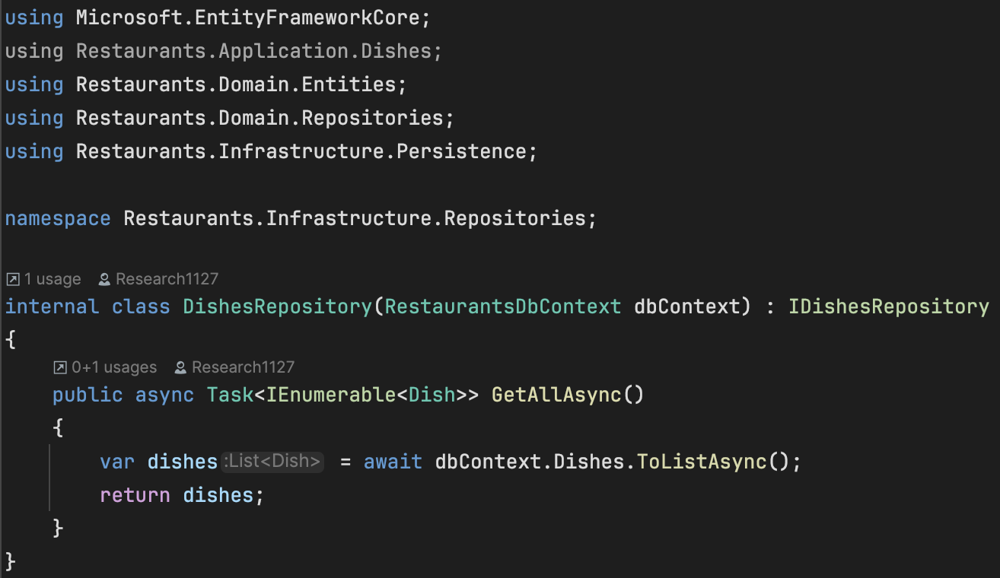 using Microsoft.EntityFrameworkCore;
using Restaurants.Application.Dishes;
using Restaurants.Domain.Entities;
using Restaurants.Domain.Repositories;
using Restaurants.Infrastructure.Persistence;
namespace Restaurants.Infrastructure.Repositories;
1 usage Research1127
internal class DishesRepository(RestaurantsDbContext dbContext) : IDishesRepository
{
0+1 usages Research1127
public async Task<IEnumerable<Dish>> GetAllAsync()
{
var dishes :List<Dish> = await dbContext.Dishes.ToListAsync();
return dishes;
}
}